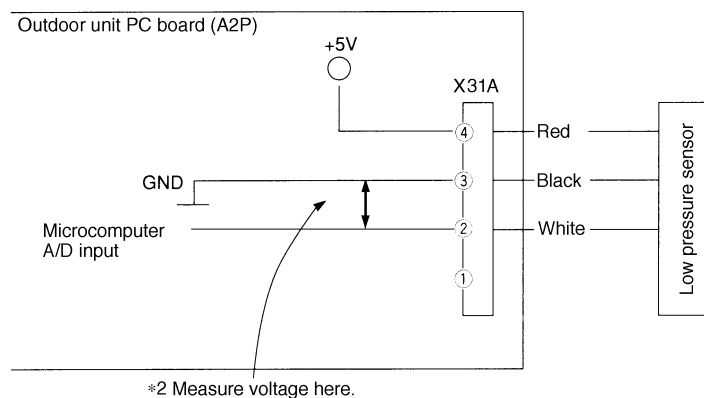 Outdoor unit PC board (A2P)
+5V
X31A
4
Red
GND
3
Black
Microcomputer
A/D input
2
White
1
Low pressure sensor
*2 Measure voltage here.